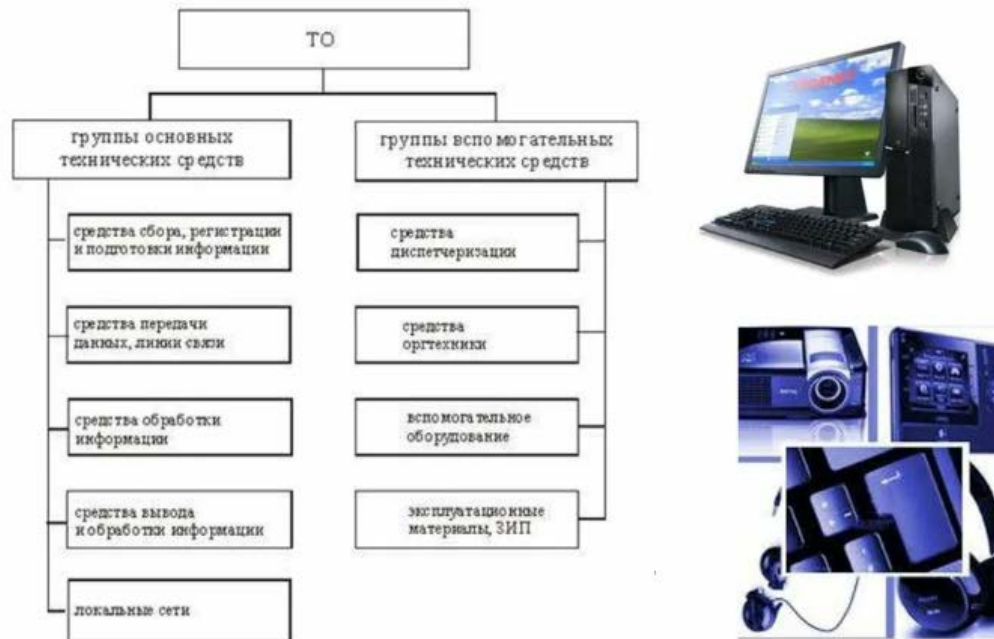 ТО
группы основных
технических средств
средства сбора, регистрации
и подготовки информации
средства передачи
данных, линии связи
средства обработки
информации
средства вывода
и обработки информации
локальные сети
группы вспомогательных
технических средств
средства
диспетчеризации
средства
оргтехники
вспомогательное
оборудование
эксплуатационные
материалы, ЗИП